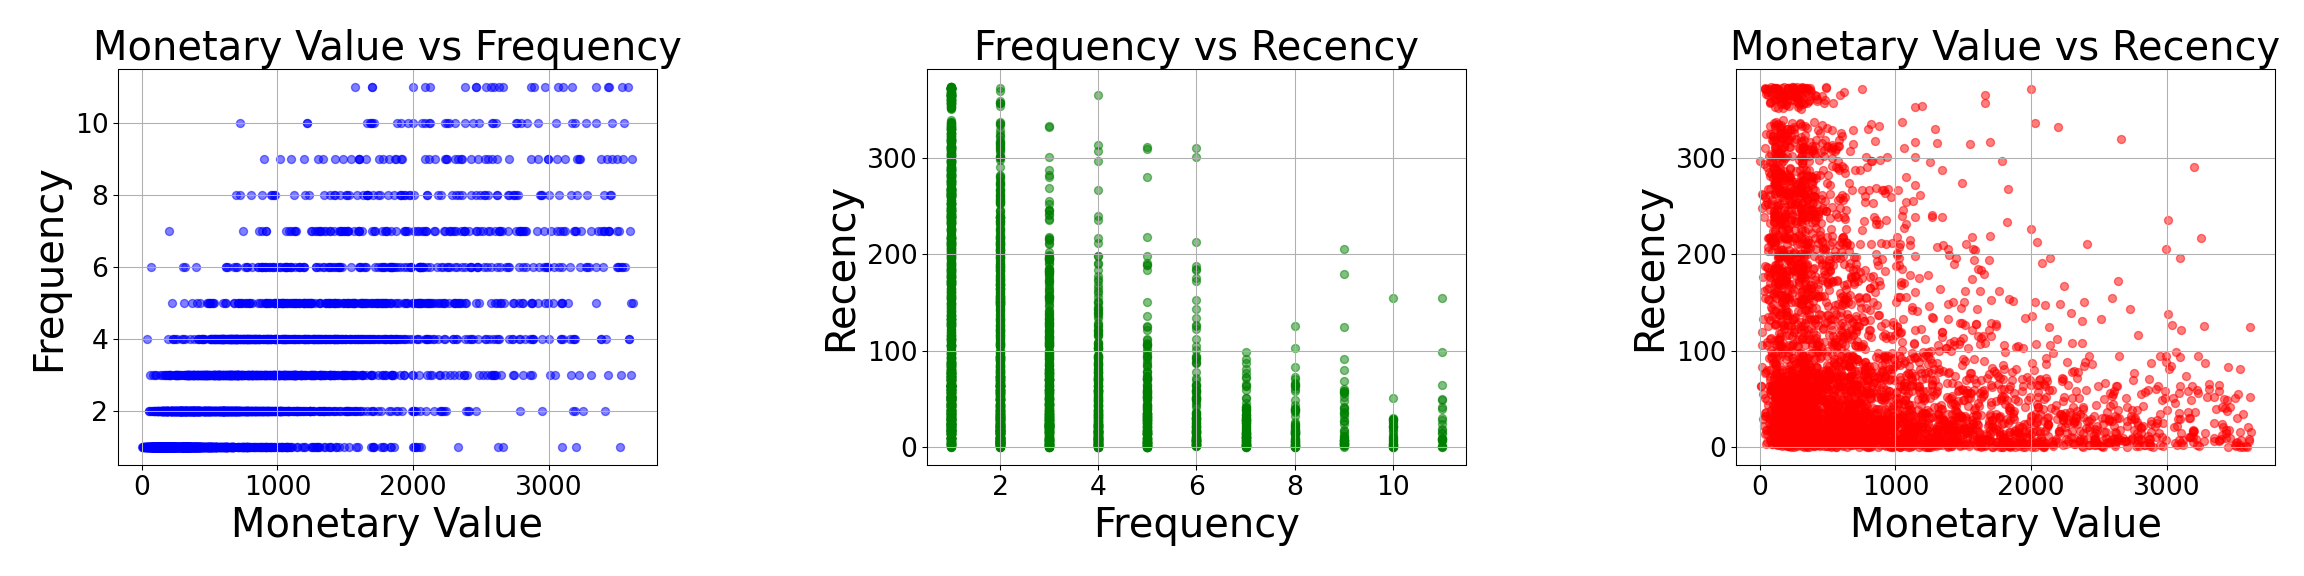 Monetary Value vs Frequency
Frequency
10
8
6
4
2
0 1000 2000 3000
Monetary Value
Frequency vs Recency
Recency
300
200
100
0
2 4 6 8 10
Frequency
Monetary Value vs Recency
Recency
300
200
100
0
0 1000 2000 3000
Monetary Value